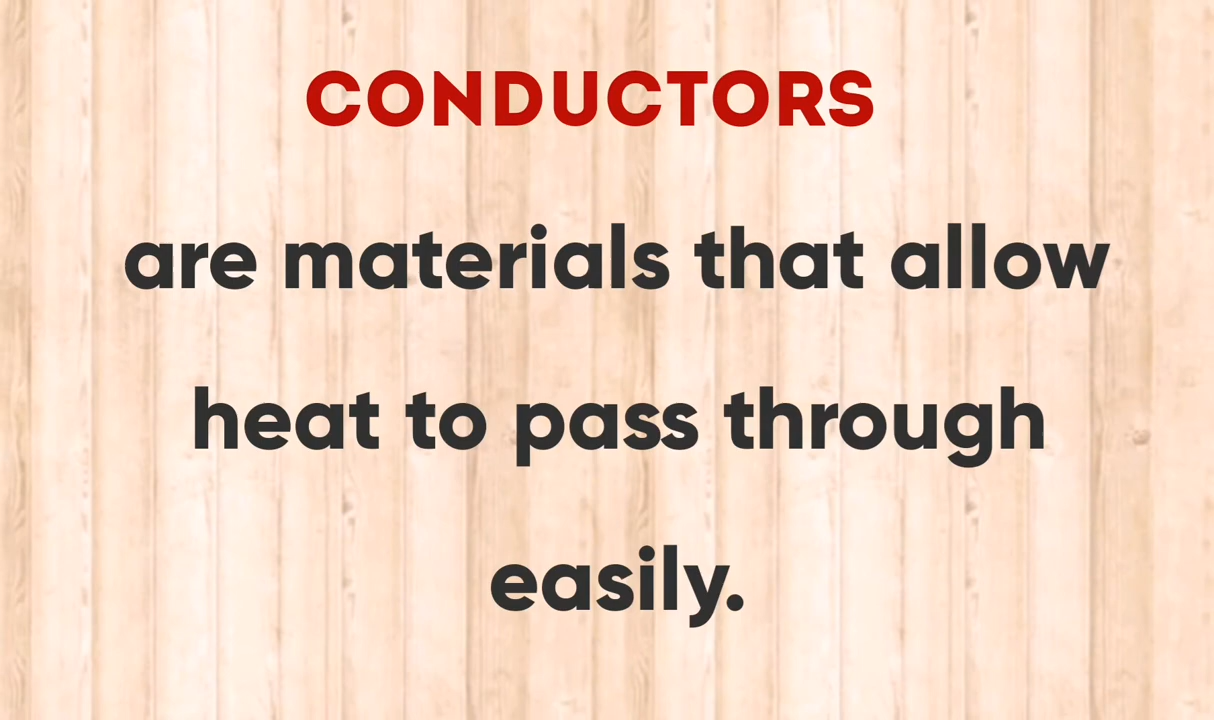 CONDUCTORS
are materials that allow
heat to pass through
easily.